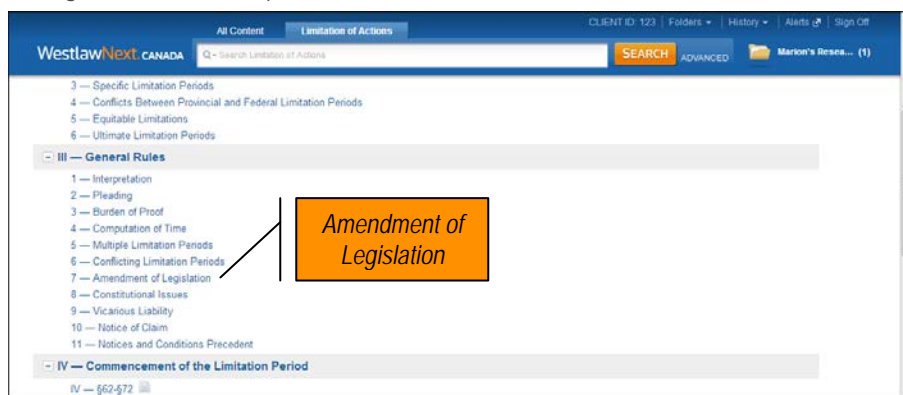 All Content Limitation of Actions CLIENT ID: 123 | Folders | History | Alerts | Sign Off
WestlawNext. CANADA Search Limitation of Actions SEARCH ADVANCED Marion's Resea... (1)
3 — Specific Limitation Periods
4 — Conflicts Between Provincial and Federal Limitation Periods
5 — Equitable Limitations
6 — Ultimate Limitation Periods
III — General Rules
1 — Interpretation
2 — Pleading
3 — Burden of Proof
4 — Computation of Time
5 — Multiple Limitation Periods
6 — Conflicting Limitation Periods
7 — Amendment of Legislation
8 — Constitutional Issues
9 — Vicarious Liability
10 — Notice of Claim
11 — Notices and Conditions Precedent
Amendment of
Legislation
IV — Commencement of the Limitation Period
IV — §62-§72